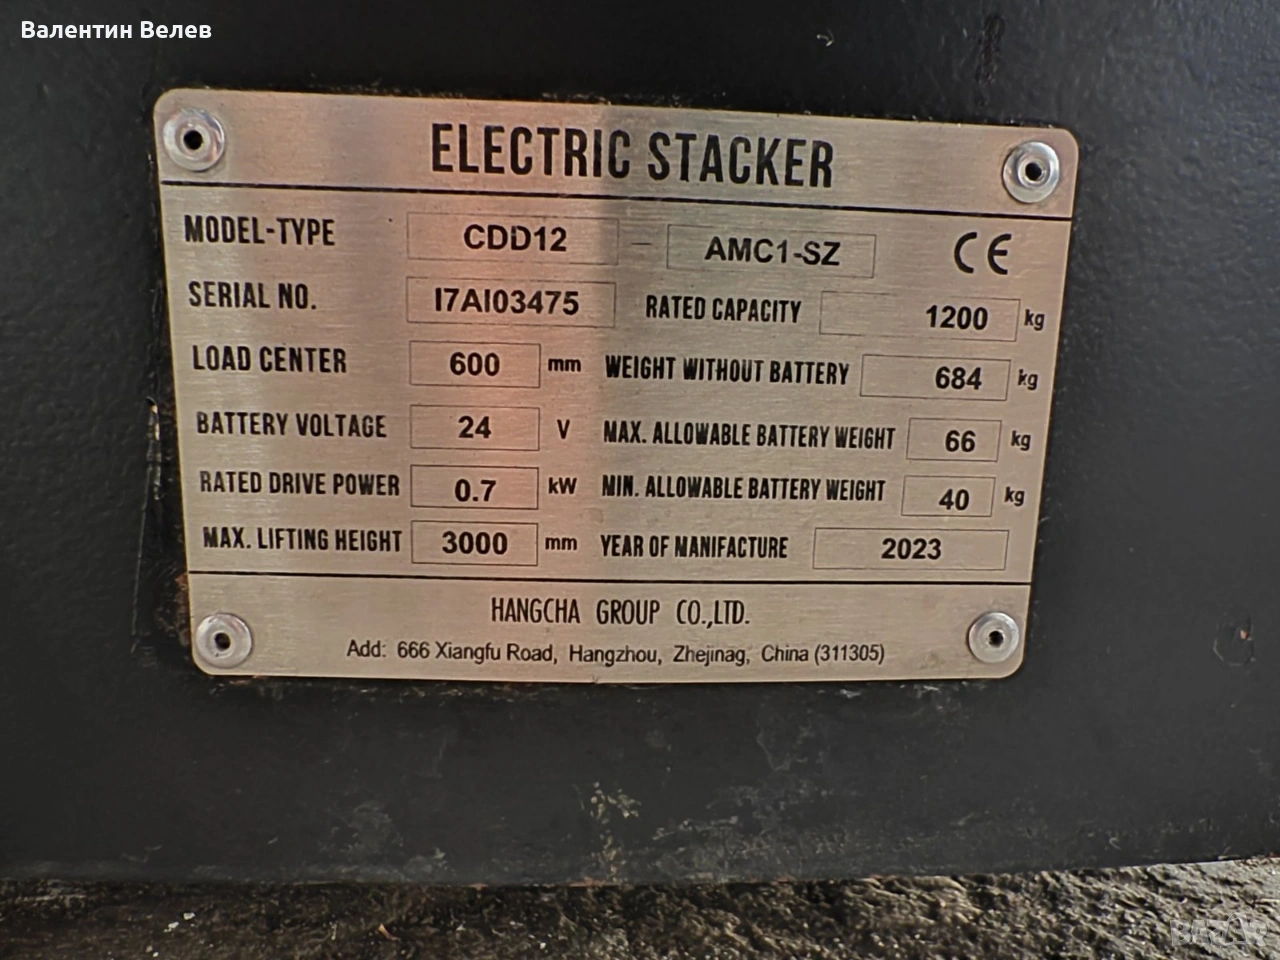 Валентин Велев
ELECTRIC STACKER
MODEL-TYPE CDD12 - AMC1-SZ CE
SERIAL NO. I7AI03475 RATED CAPACITY 1200 kg
LOAD CENTER 600 mm WEIGHT WITHOUT BATTERY 684 kg
BATTERY VOLTAGE 24 V MAX. ALLOWABLE BATTERY WEIGHT 66 kg
RATED DRIVE POWER 0.7 kW MIN. ALLOWABLE BATTERY WEIGHT 40 kg
MAX. LIFTING HEIGHT 3000 mm YEAR OF MANIFACTURE 2023
HANGCHA GROUP CO.,LTD.
Add: 666 Xiangfu Road, Hangzhou, Zhejinag, China (311305)
BAZAR